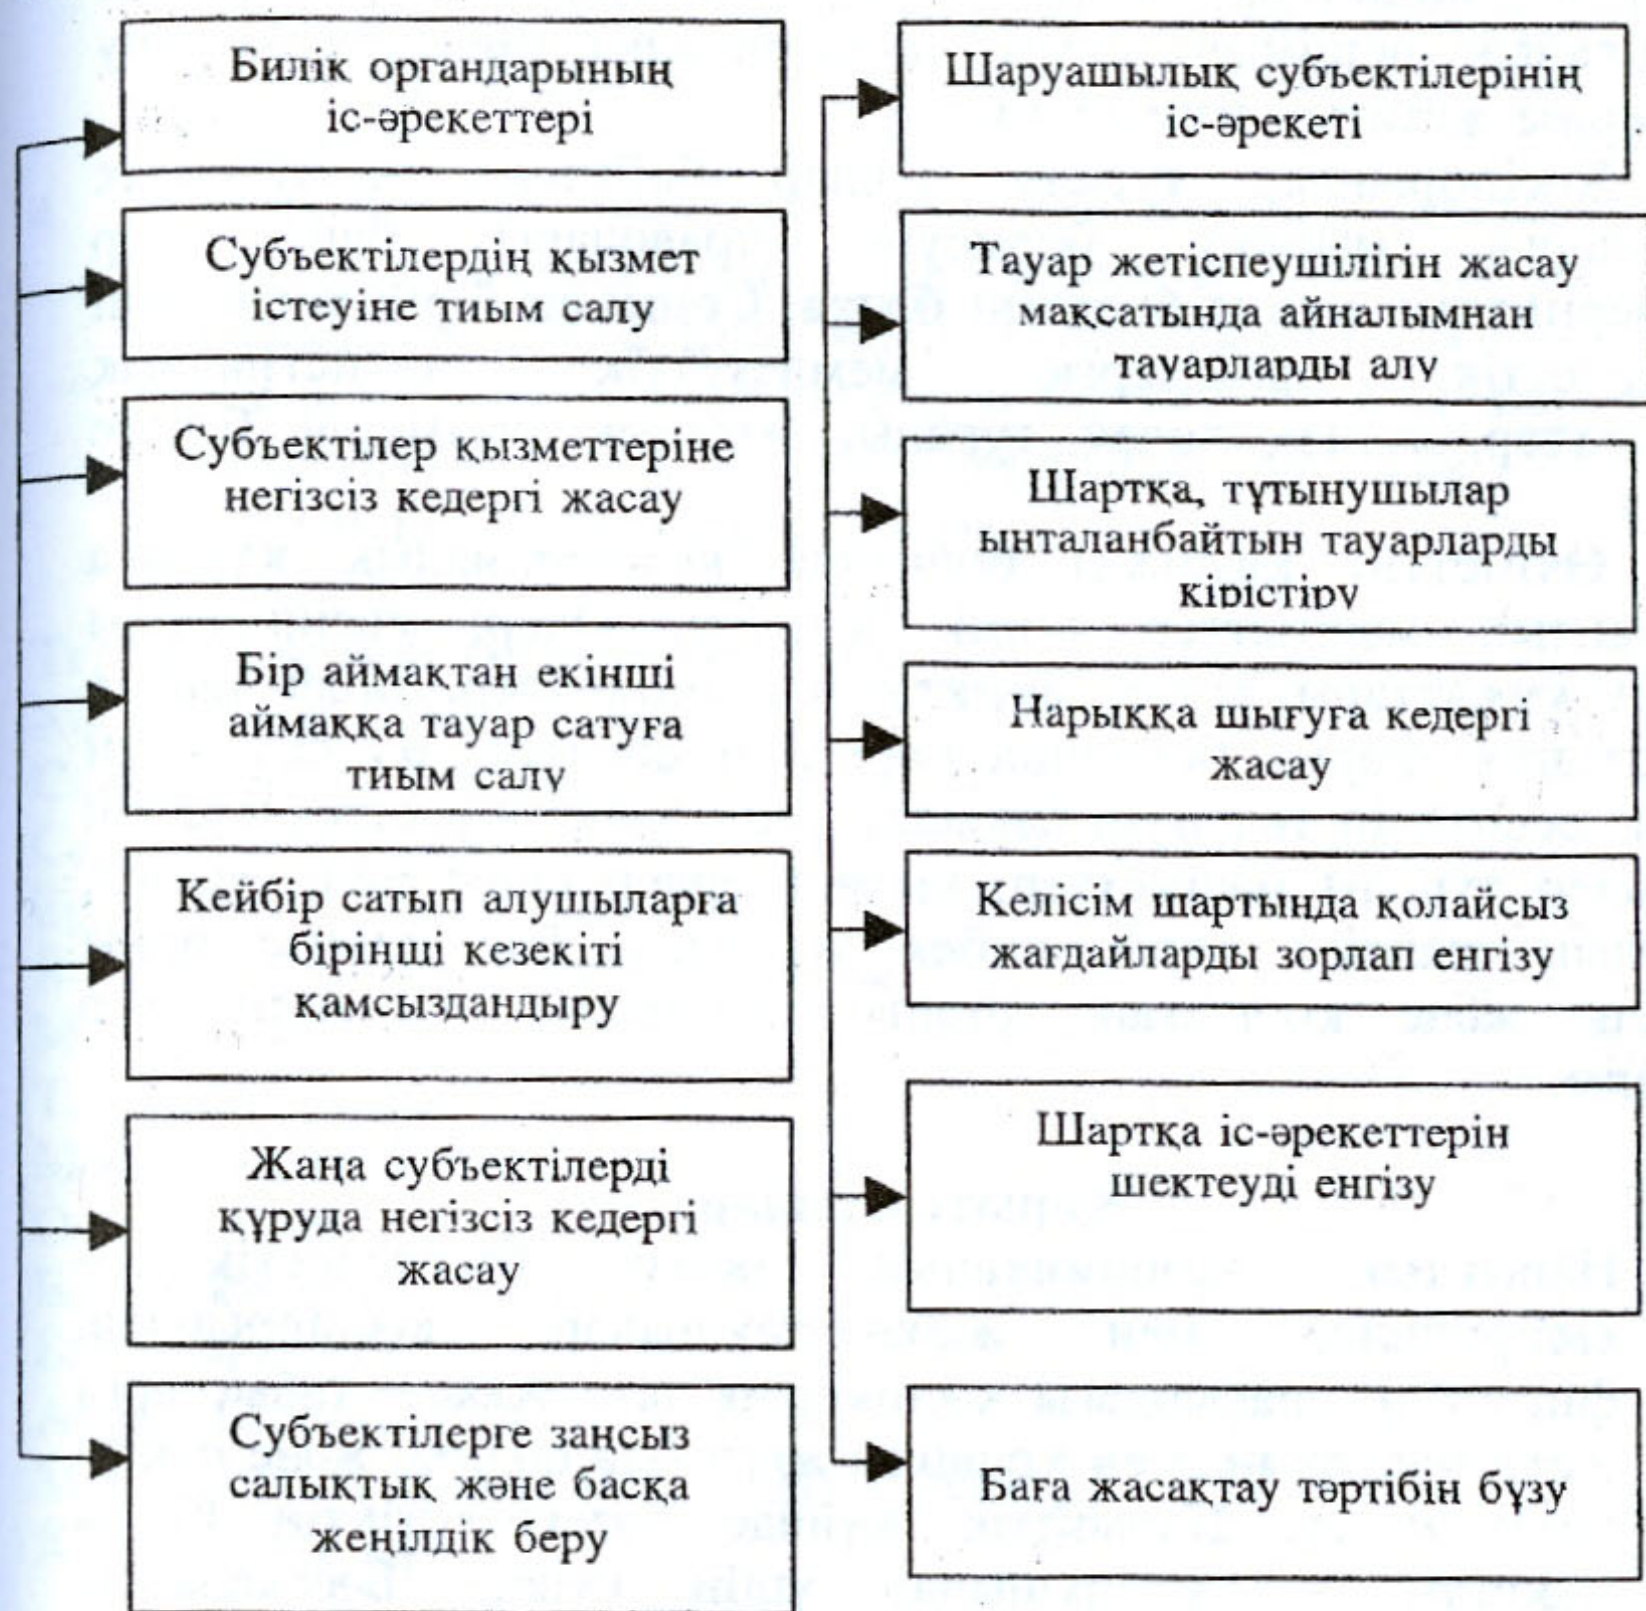 Билік органдарының
іс-әрекеттері
Субъектілердің қызмет
істеуіне тиым салу
Субъектілер қызметтеріне
негізсіз кедергі жасау
Бір аймақтан екінші
аймаққа тауар сатуға
тиым салу
Кейбір сатып алушыларға
бірінші кезекіті
қамсыздандыру
Жаңа субъектілерді
құруда негізсіз кедергі
жасау
Субъектілерге заңсыз
салықтық және басқа
жеңілдік беру
Шаруашылық субъектілерінің
іс-әрекеті
Тауар жетіспеушілігін жасау
мақсатында айналымнан
тауарларды алу
Шартқа, тұтынушылар
ынталанбайтын тауарларды
кірістіру
Нарыққа шығуға кедергі
жасау
Келісім шартында қолайсыз
жағдайларды зорлап енгізу
Шартқа іс-әрекеттерін
шектеуді енгізу
Баға жасақтау тәртібін бұзу